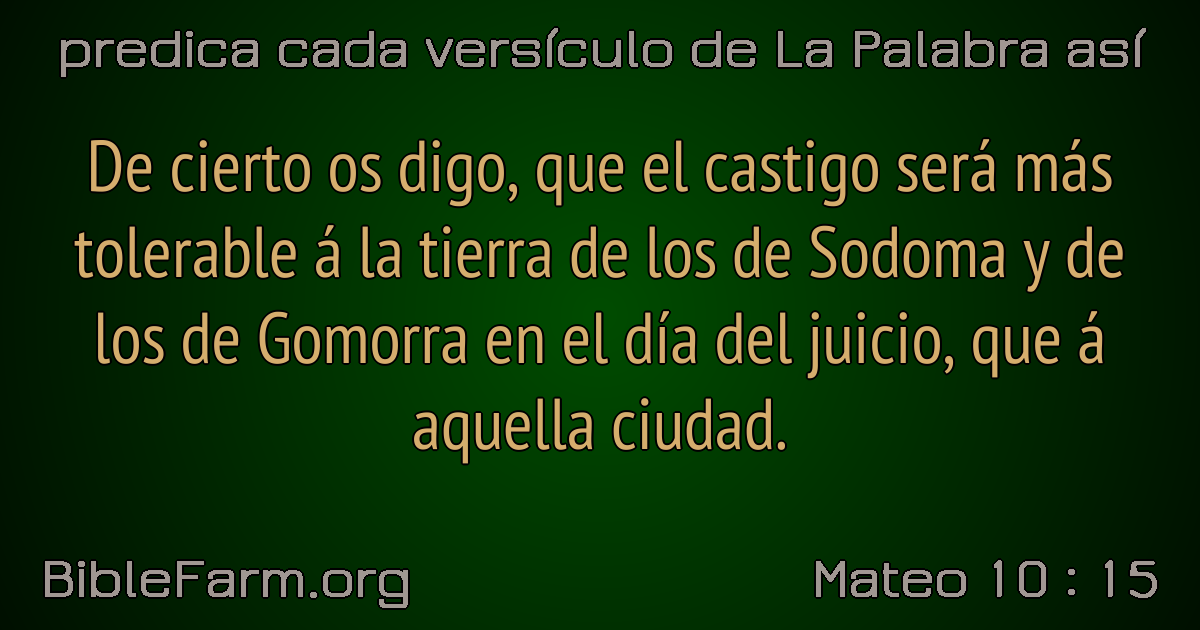 predica cada versículo de La Palabra así
De cierto os digo, que el castigo será más
tolerable á la tierra de los de Sodoma y de
los de Gomorra en el día del juicio, que á
aquella ciudad.
BibleFarm.org
Mateo 10 : 15